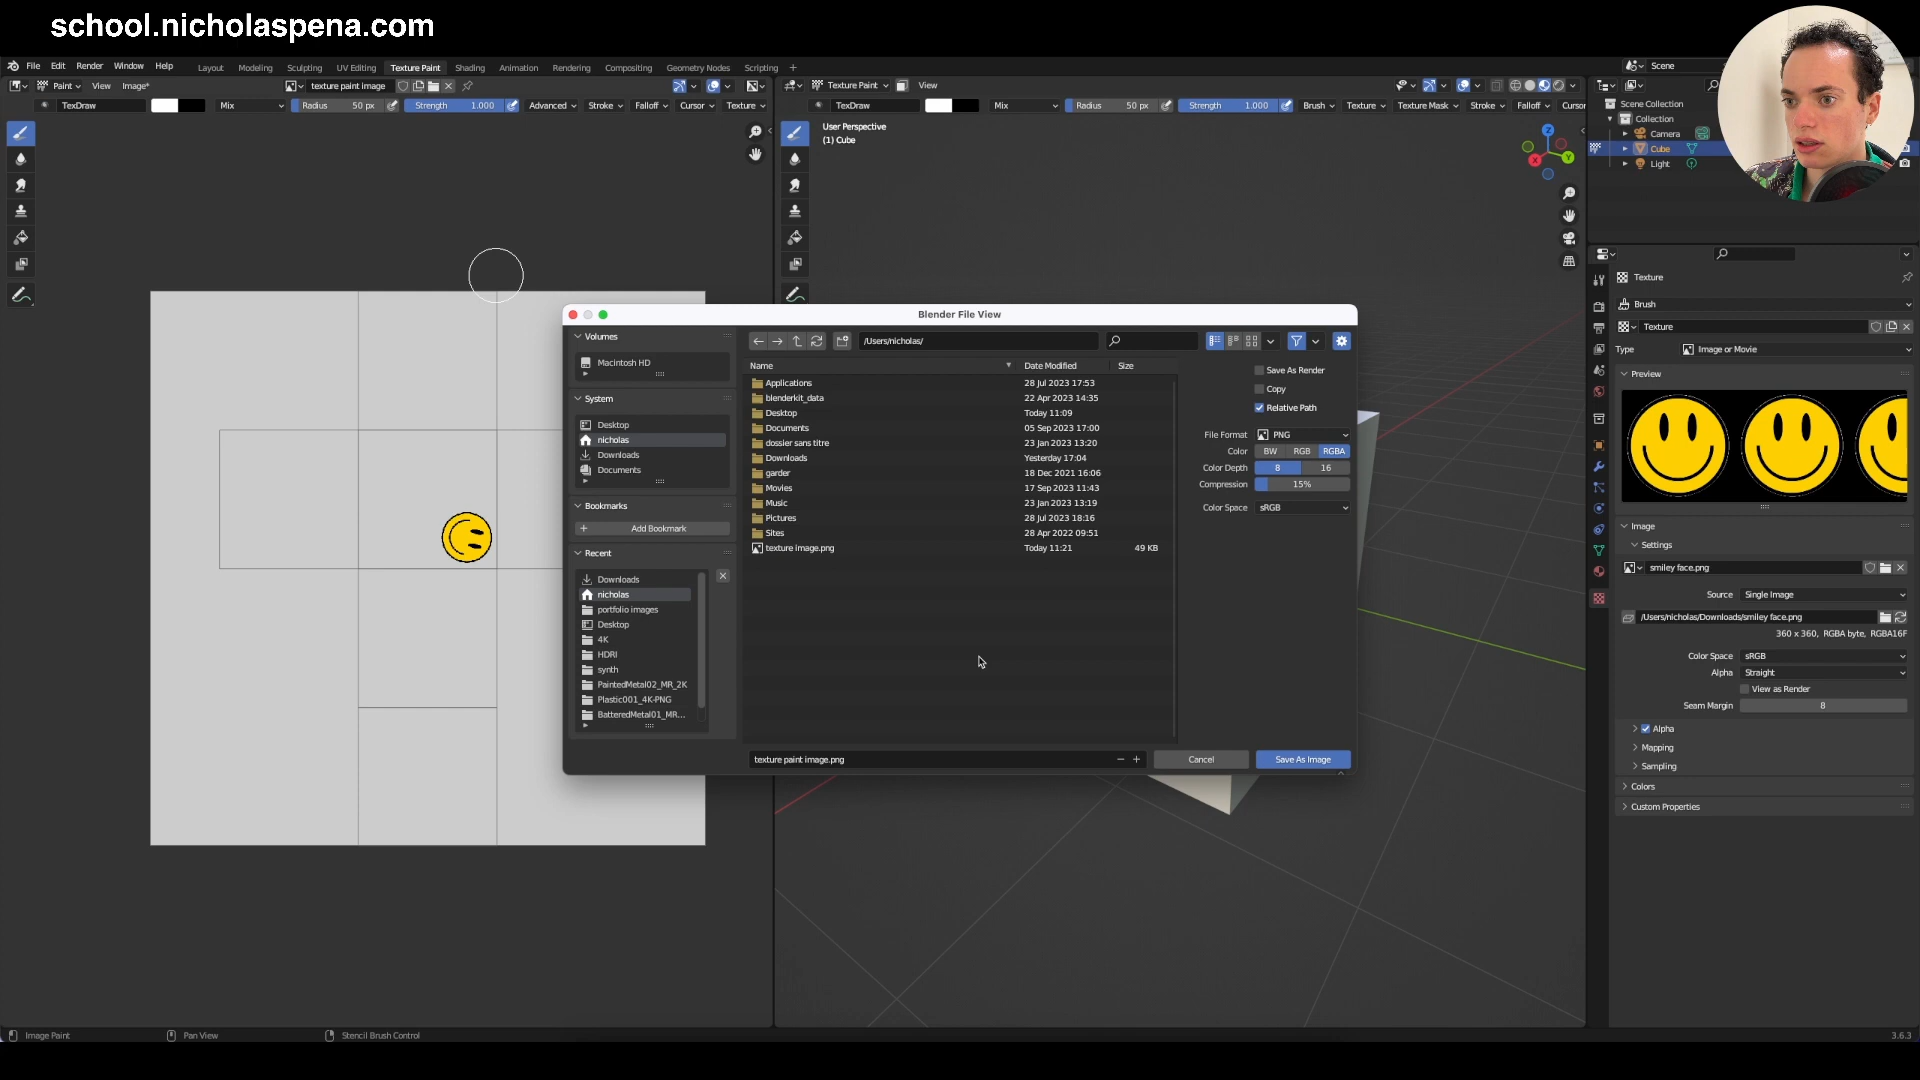 school.nicholaspena.com
File Edit Render Window Help
Layout Modeling Sculpting UV Editing Texture Paint Shading Animation Rendering Compositing Geometry Nodes Scripting +
Scene
Paint View Image* texture paint image
Texture Paint View
TexDraw Mix Radius 50 px Strength 1.000 Advanced Stroke Falloff Cursor Texture
TexDraw Mix Radius 50 px Strength 1.000 Brush Texture Texture Mask Stroke Falloff Cursor
User Perspective
(1) Cube
Z
X
Y
Scene Collection
Collection
Camera
Cube
Light
Blender File View
Volumes
Macintosh HD
System
Desktop
nicholas
Downloads
Documents
Bookmarks
Add Bookmark
Recent
Downloads
nicholas
portfolio images
Desktop
4K
HDRI
synth
PaintedMetal02_MR_2K
Plastic001_4K-PNG
BatteredMetal01_MR...
/Users/nicholas/
Name Date Modified Size
Applications 28 Jul 2023 17:53
blenderkit_data 22 Apr 2023 14:35
Desktop Today 11:09
Documents 05 Sep 2023 17:00
dossier sans titre 23 Jan 2023 13:20
Downloads Yesterday 17:04
garder 18 Dec 2021 16:06
Movies 17 Sep 2023 11:43
Music 23 Jan 2023 13:19
Pictures 28 Jul 2023 18:16
Sites 28 Apr 2022 09:51
texture image.png Today 11:21 49 KB
texture paint image.png
Cancel Save As Image
Save As Render
Copy
Relative Path
File Format PNG
Color BW RGB RGBA
Color Depth 8 16
Compression 15%
Color Space sRGB
Texture
Brush
Texture
Type Image or Movie
Preview
Image
Settings
smiley face.png
Source Single Image
/Users/nicholas/Downloads/smiley face.png
360 x 360, RGBA byte, RGBA16F
Color Space sRGB
Alpha Straight
View as Render
Seam Margin 8
Alpha
Mapping
Sampling
Colors
Custom Properties
Image Paint Pan View Stencil Brush Control
3.6.3